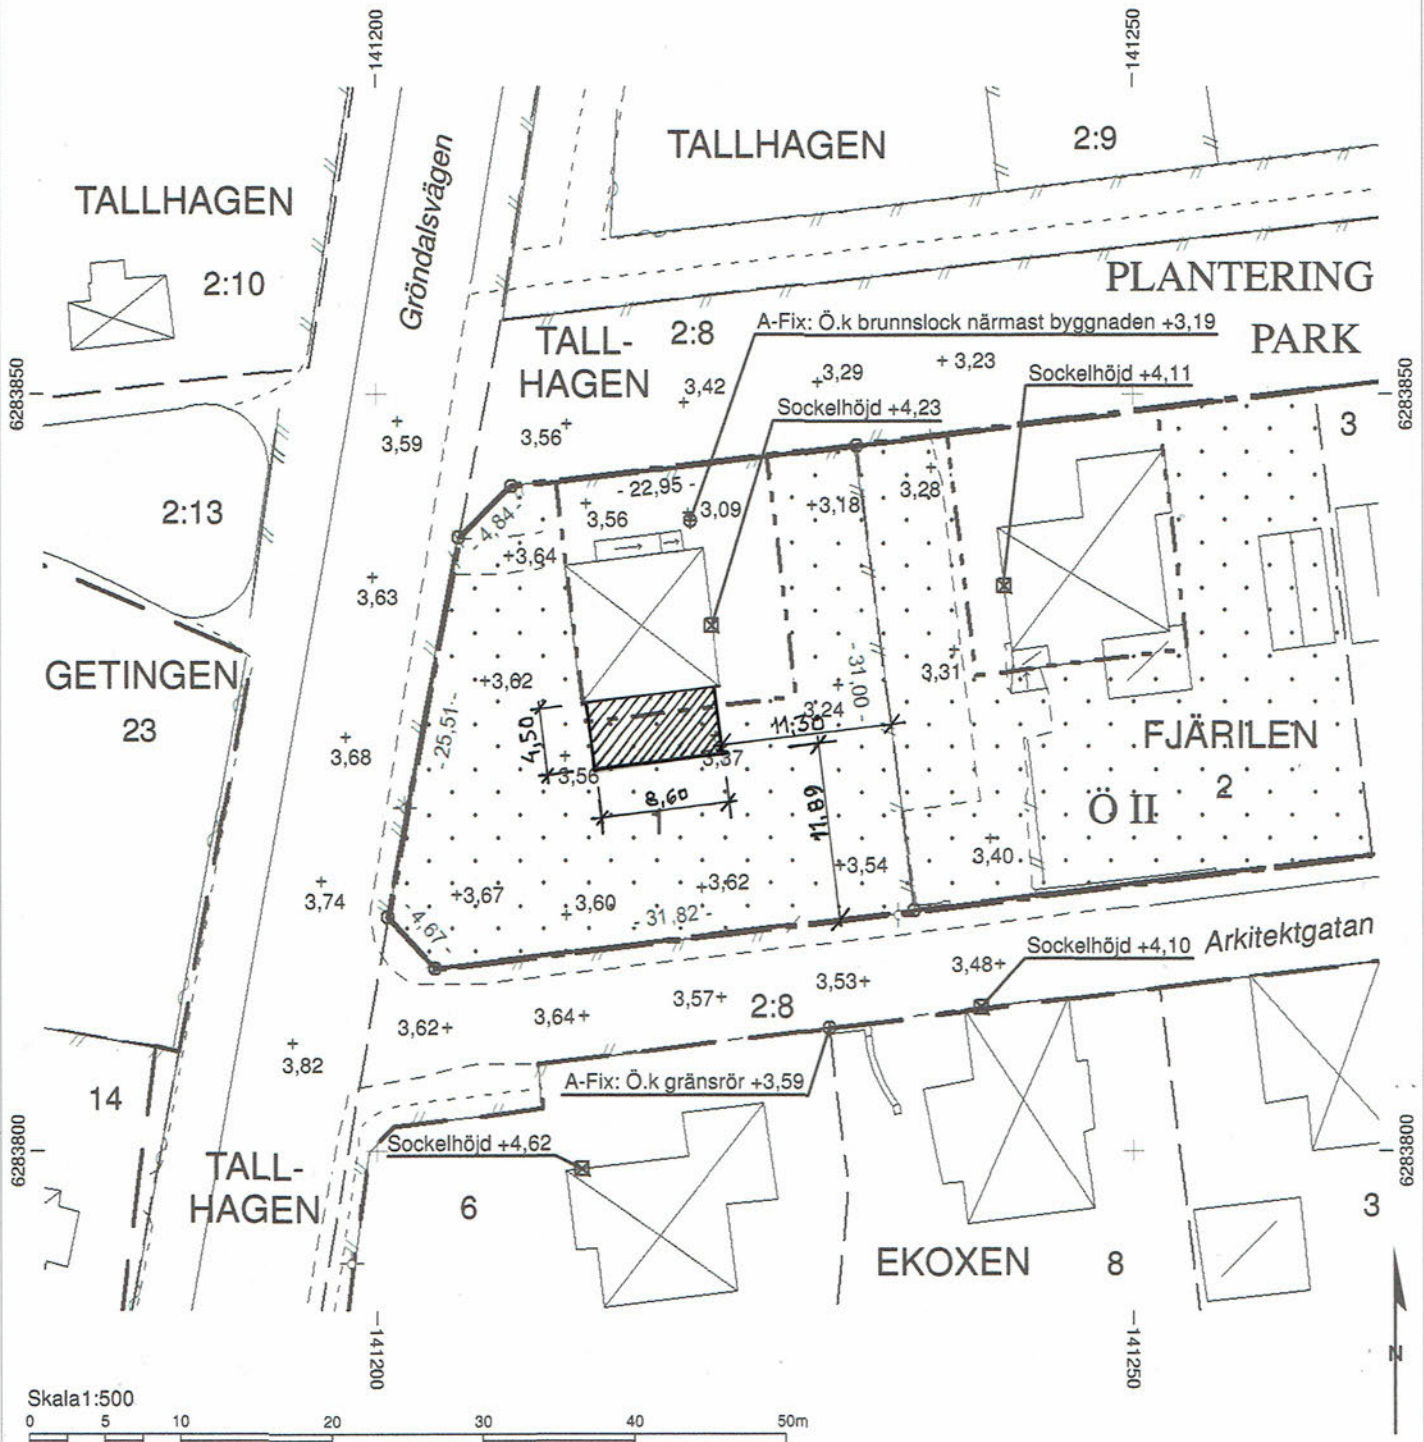 141200
141250
Gröndalsvägen
TALLHAGEN
2:9
TALLHAGEN
2:10
PLANTERING
PARK
2:8
A-Fix: Ö.k brunnslock närmast byggnaden +3,19
TALL-
HAGEN
3,42
3,29
3,23
Sockelhöjd +4,11
6283850
6283850
Sockelhöjd +4,23
3,59
3,56
3
2:13
-22,95-
3,28
3,56
3,09
3,18
-4,84-
3,64
3,63
GETINGEN
23
3,62
-31,00-
3,31
-25,51-
4,50
3,24
11,30
FJÄRILEN
2
3,68
3,56
3,37
Ö II
8,60
1
11,89
3,40
3,54
3,74
3,67
3,60
3,62
-4,67-
-31,82-
Sockelhöjd +4,10
Arkitektgatan
3,48
3,53
3,57
2:8
3,64
3,62
3,82
14
A-Fix: Ö.k gränsrör +3,59
6283800
6283800
Sockelhöjd +4,62
TALL-
HAGEN
6
EKOXEN
8
3
N
141200
141250
Skala1:500
0 5 10 20 30 40 50m